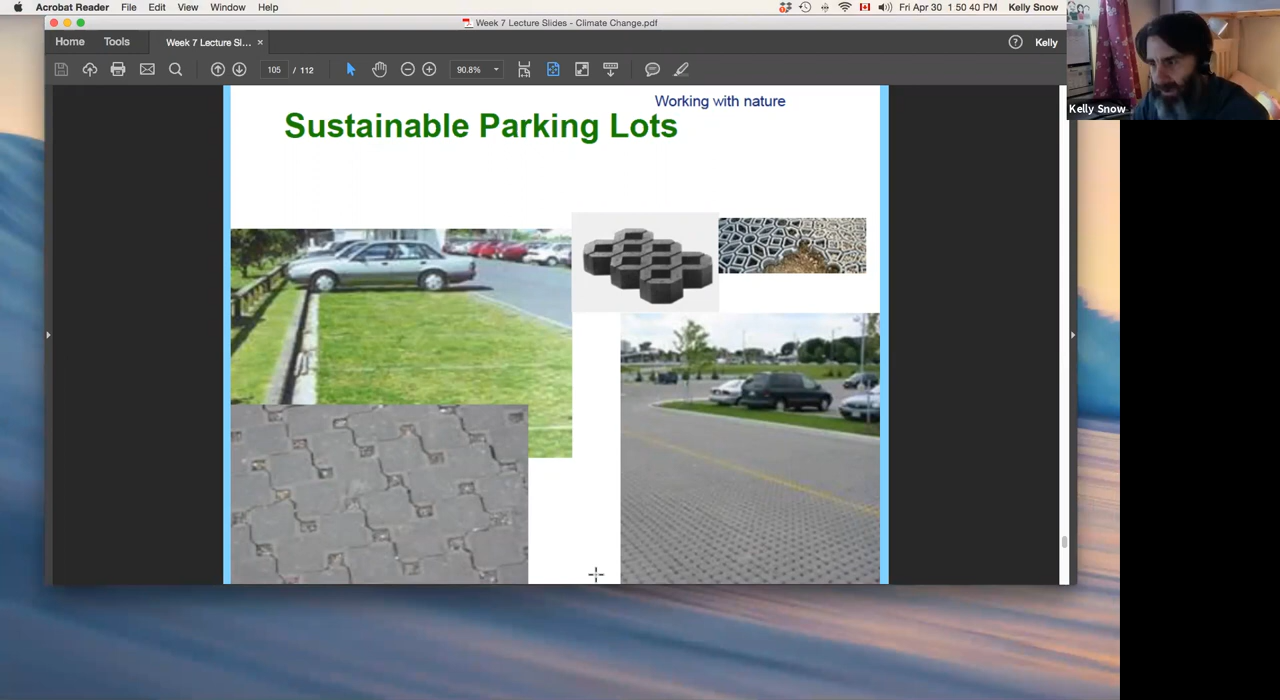 Acrobat Reader File Edit View Window Help Fri Apr 30 1 50 40 PM Kelly Snow
Week 7 Lecture Slides - Climate Change.pdf
Home Tools Week 7 Lecture Sl... × ? Kelly
105 / 112 90.8%
Working with nature
Sustainable Parking Lots
Kelly Snow